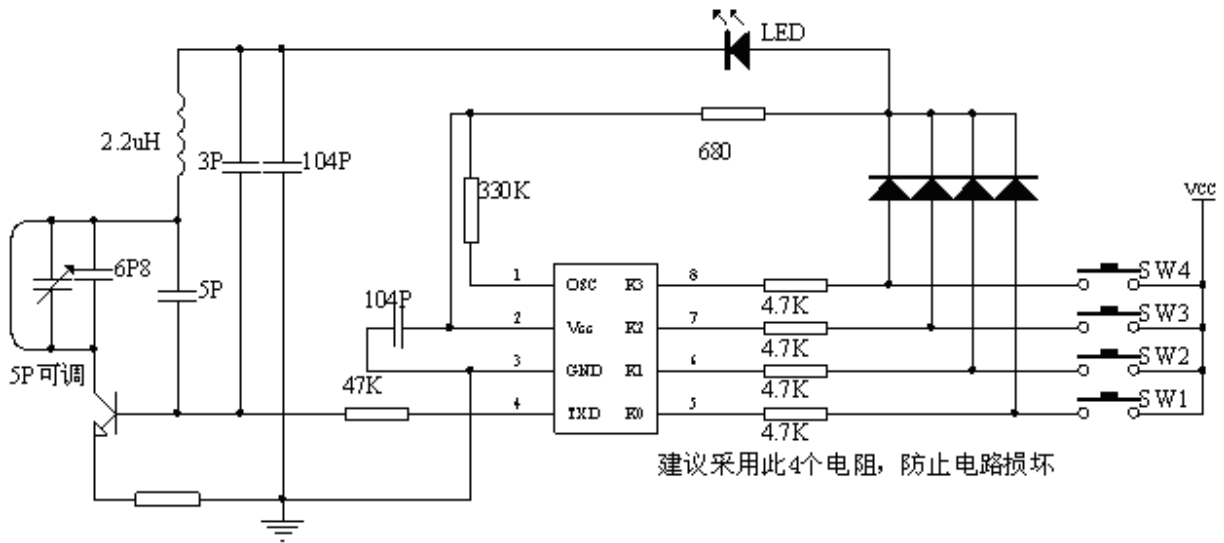 LED
2.2uH
3P
104P
680
330K
VCC
6P8
5P
104P
1 OSC K3 8
SW4
4.7K
2 Vcc K2 7
SW3
4.7K
3 GND K1 6
SW2
5P可调
47K
4.7K
4 TXD K0 5
SW1
4.7K
建议采用此4个电阻，防止电路损坏